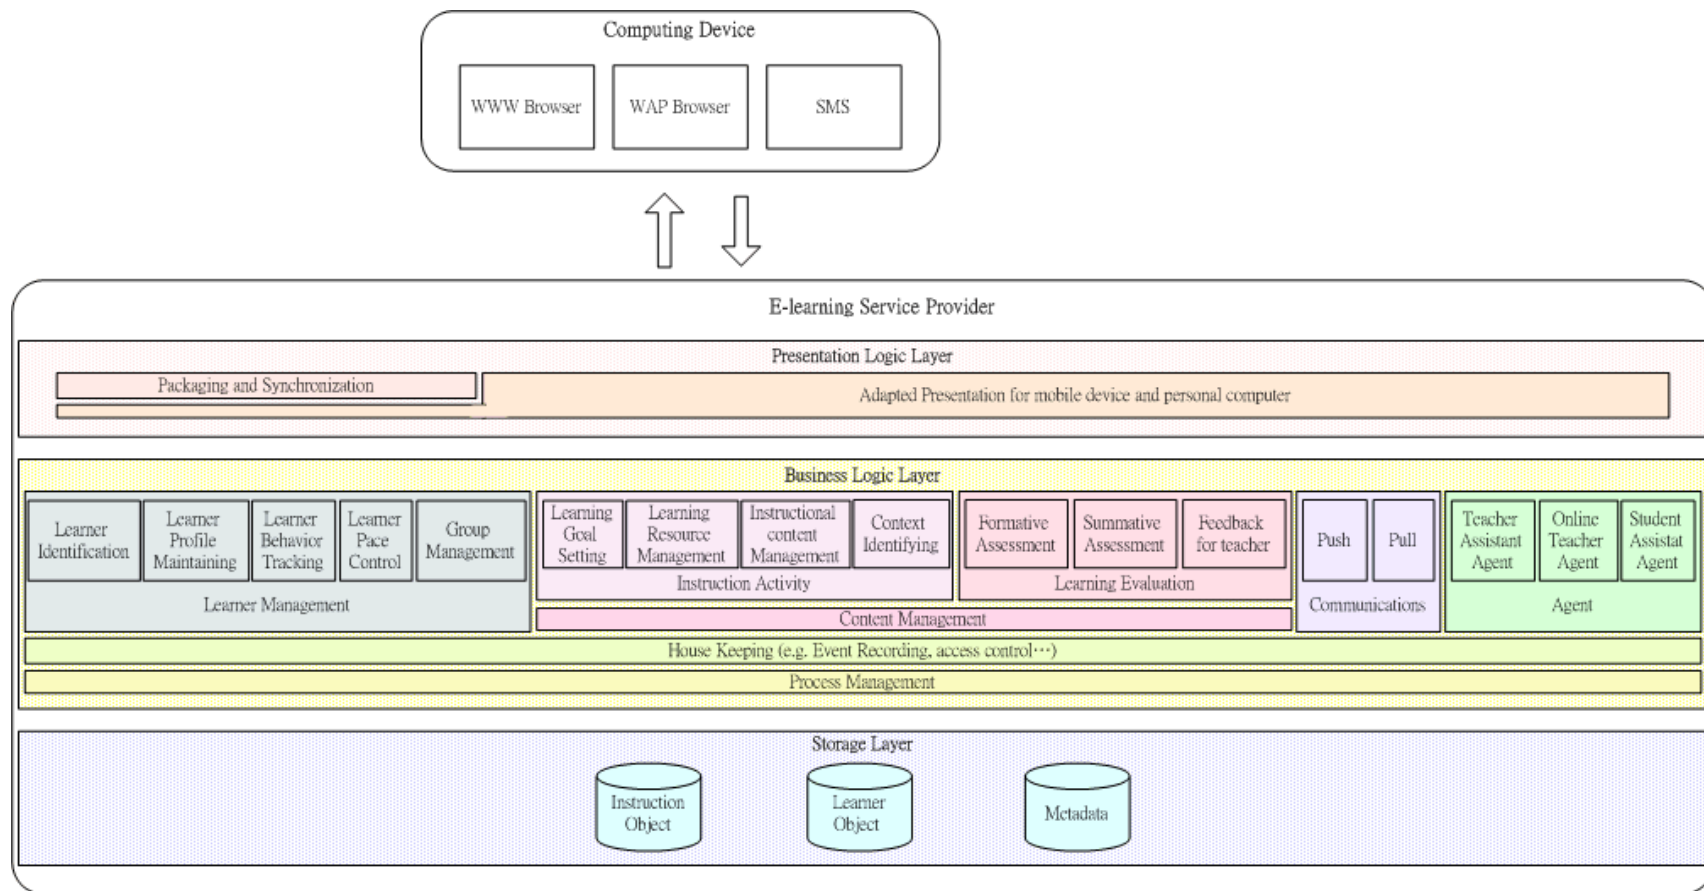 Computing Device
WWW Browser
WAP Browser
SMS
E-learning Service Provider
Presentation Logic Layer
Packaging and Synchronization
Adapted Presentation for mobile device and personal computer
Business Logic Layer
Learner
Identification
Learner
Profile
Maintaining
Learner
Behavior
Tracking
Learner
Pace
Control
Group
Management
Learner Management
Learning
Goal
Setting
Learning
Resource
Management
Instructional
content
Management
Context
Identifying
Instruction Activity
Formative
Assessment
Summative
Assessment
Feedback
for teacher
Learning Evaluation
Content Management
Push
Pull
Communications
Teacher
Assistant
Agent
Online
Teacher
Agent
Student
Assistat
Agent
Agent
House Keeping (e.g. Event Recording, access control⋯)
Process Management
Storage Layer
Instruction
Object
Learner
Object
Metadata